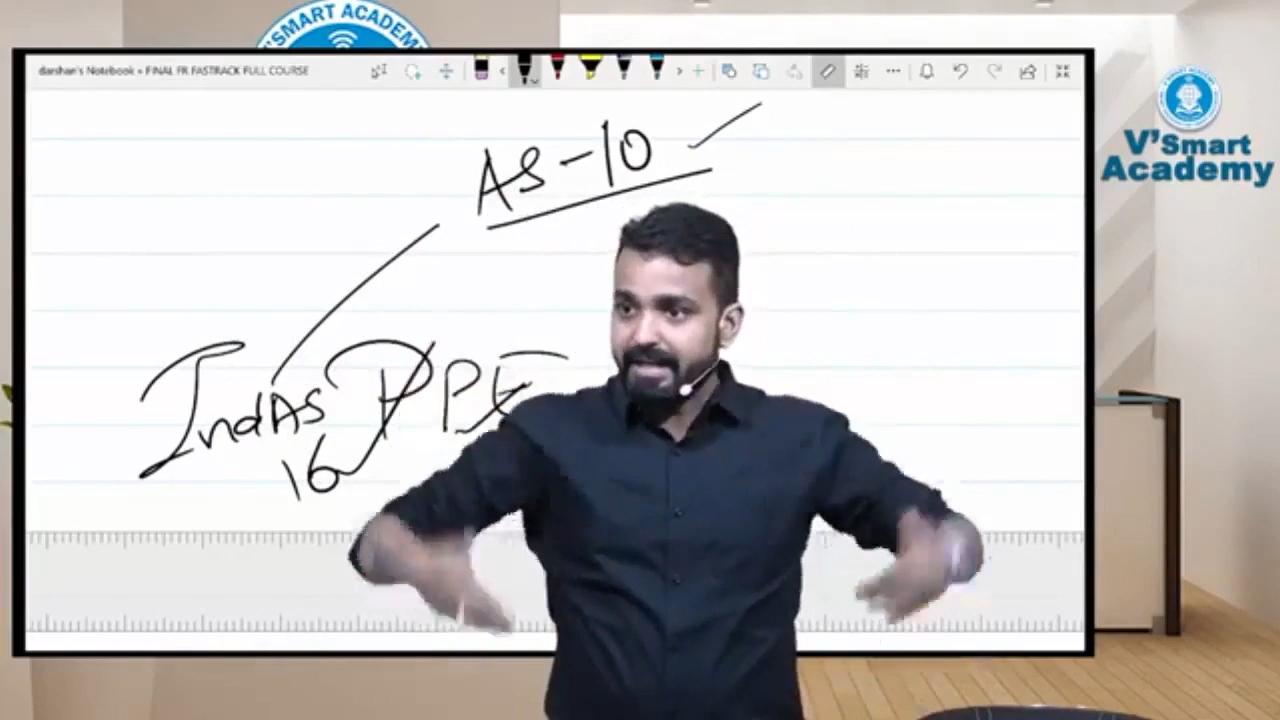 'SMART ACADEMY
darshan's Notebook » FINAL FR FASTRACK FULL COURSE
AS-10
IndAS PPE
16
V'Smart
Academy